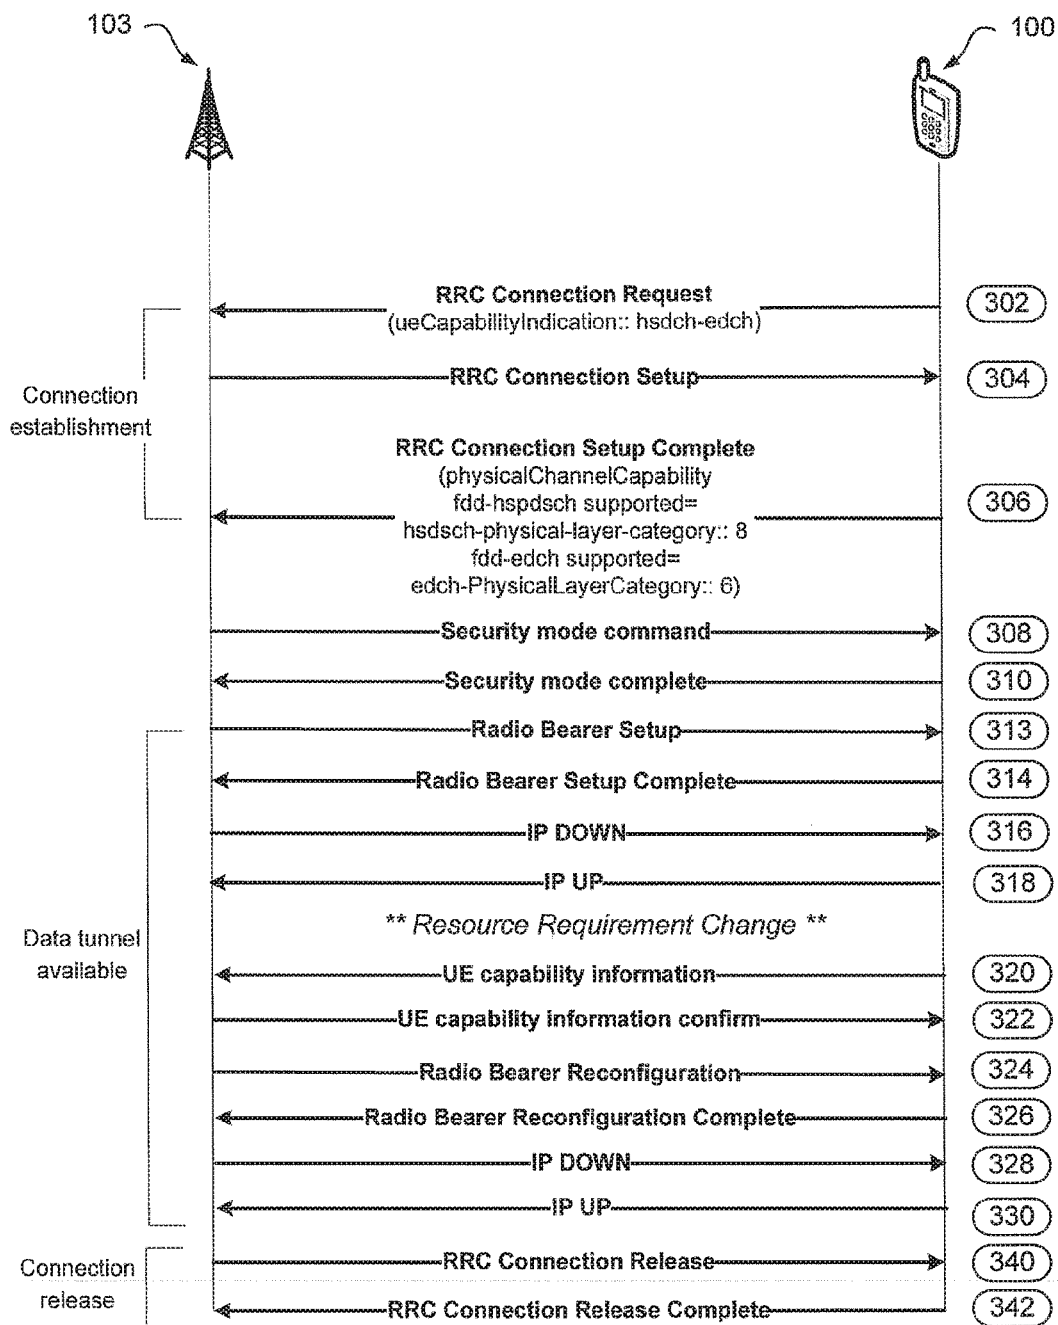 103
100
RRC Connection Request
(ueCapabilityIndication:: hsdch-edch)
302
RRC Connection Setup
304
Connection
establishment
RRC Connection Setup Complete
(physicalChannelCapability
fdd-hspdsch supported=
hsdsch-physical-layer-category:: 8
fdd-edch supported=
edch-PhysicalLayerCategory:: 6)
306
Security mode command
308
Security mode complete
310
Radio Bearer Setup
313
Radio Bearer Setup Complete
314
IP DOWN
316
IP UP
318
** Resource Requirement Change **
Data tunnel
available
UE capability information
320
UE capability information confirm
322
Radio Bearer Reconfiguration
324
Radio Bearer Reconfiguration Complete
326
IP DOWN
328
IP UP
330
Connection
release
RRC Connection Release
340
RRC Connection Release Complete
342